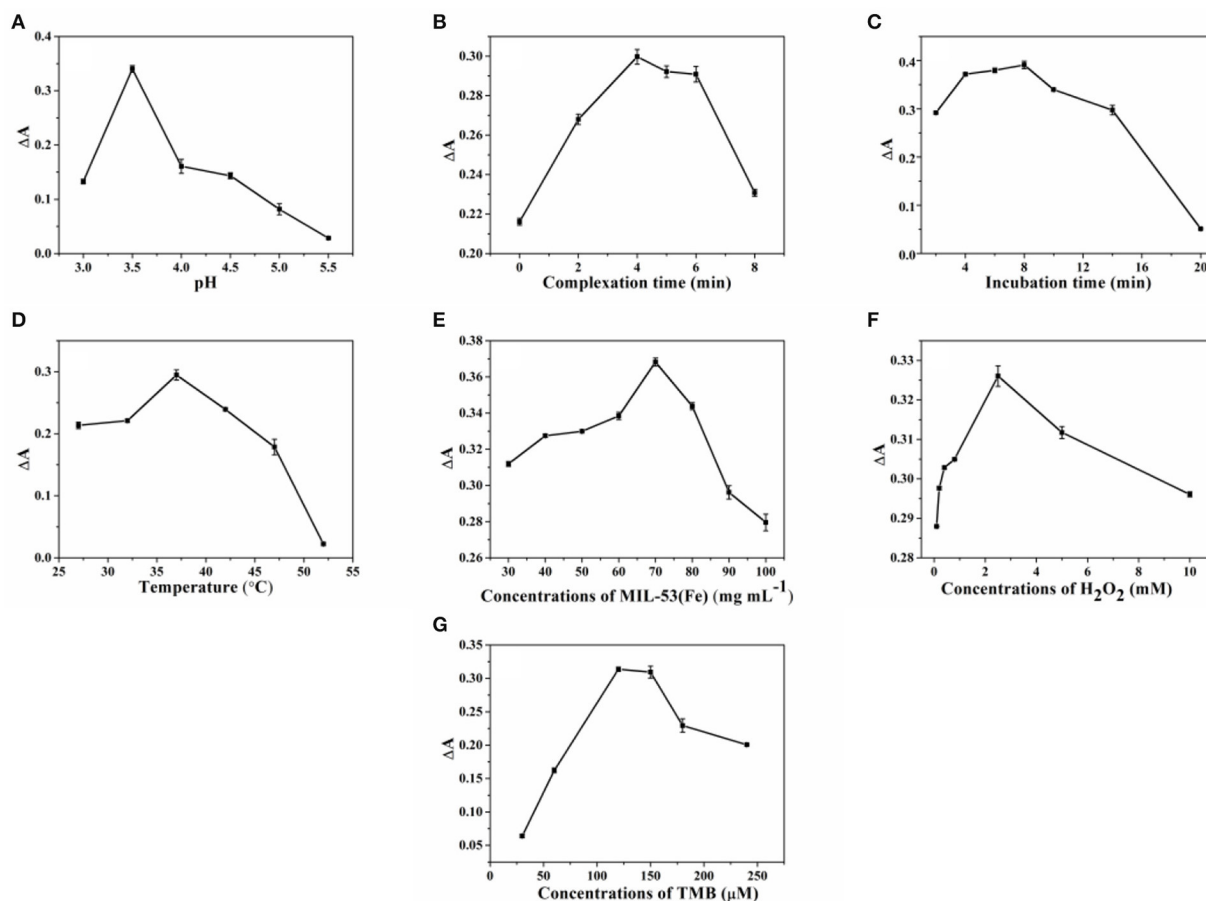 A
0.4
0.3
0.2
0.1
0.0
ΔA
3.0 3.5 4.0 4.5 5.0 5.5
pH
B
0.30
0.28
0.26
0.24
0.22
0.20
ΔA
0 2 4 6 8
Complexation time (min)
C
0.4
0.3
0.0
ΔA
4 8 12 16 20
Incubation time (min)
D
0.3
0.2
0.1
0.0
ΔA
25 30 35 40 45 50 55
Temperature (°C)
E
0.38
0.36
0.34
0.32
0.30
0.28
0.26
ΔA
30 40 50 60 70 80 90 100
Concentrations of MIL-53(Fe) (mg mL⁻¹)
F
0.33
0.32
0.31
0.30
0.29
0.28
ΔA
0 2 4 6 8 10
Concentrations of H₂O₂ (mM)
G
0.35
0.30
0.25
0.20
0.15
0.10
0.05
ΔA
0 50 100 150 200 250
Concentrations of TMB (μM)